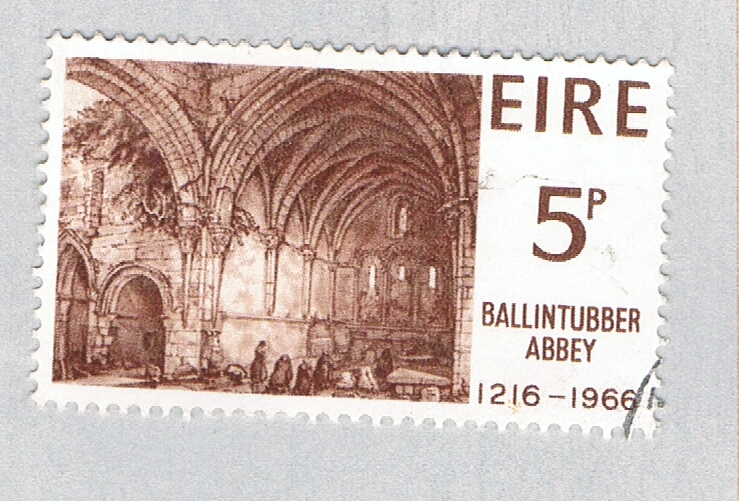 EIRE
5P
BALLINTUBBER
ABBEY
1216-1966